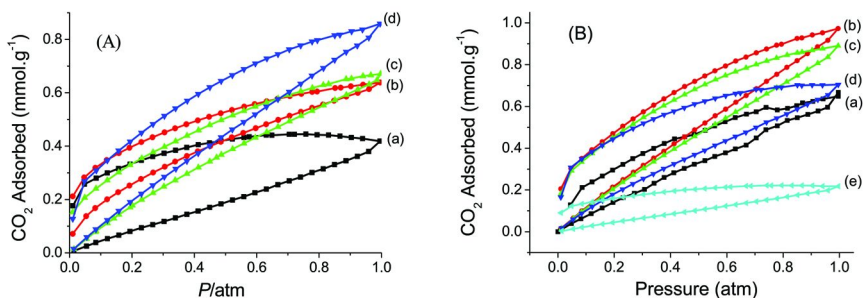 (A)
(d)
(c)
(b)
(a)
0.8
0.6
0.4
0.2
0.0
CO₂ Adsorbed (mmol.g⁻¹)
0.0 0.2 0.4 0.6 0.8 1.0
P/atm
(B)
(b)
(c)
(d)
(a)
(e)
1.0
0.8
0.6
0.4
0.2
0.0
CO₂ Adsorbed (mmol.g⁻¹)
0.0 0.2 0.4 0.6 0.8 1.0
Pressure (atm)